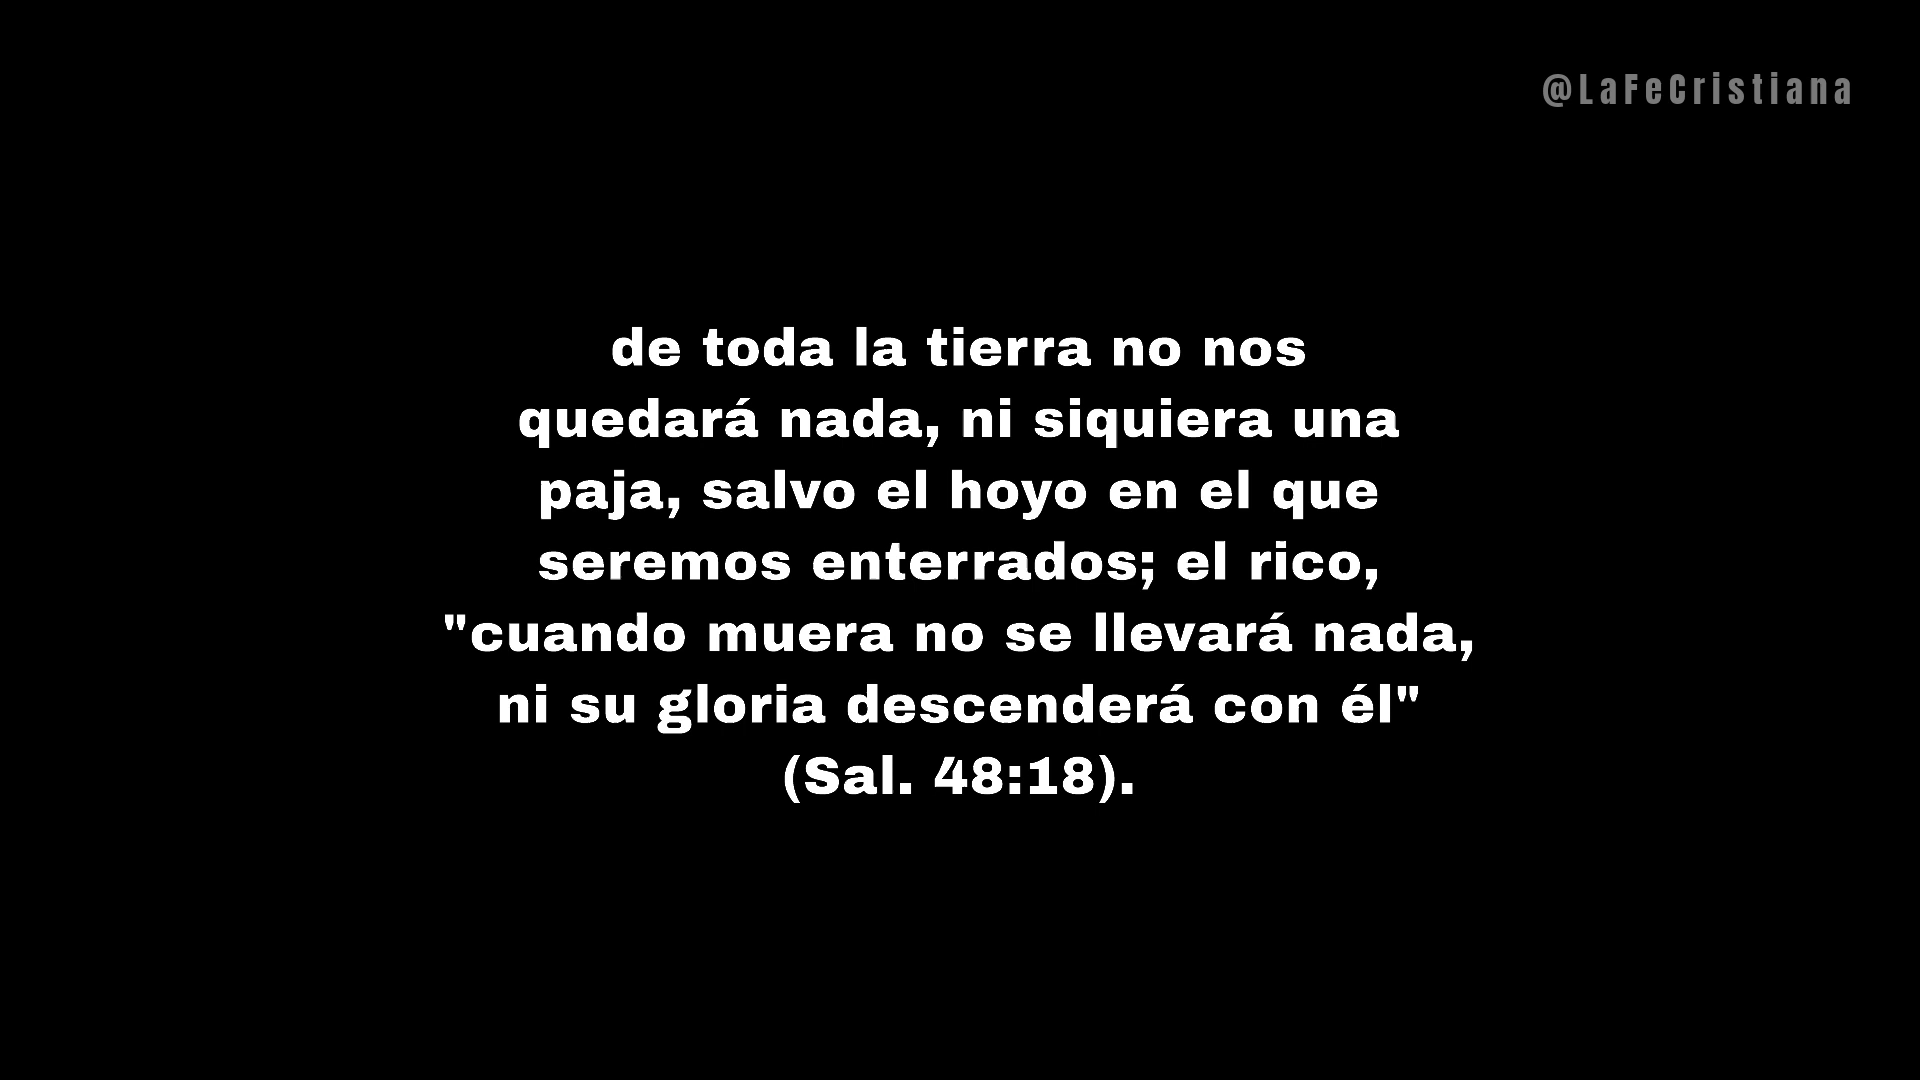 @LaFeCristiana
de toda la tierra no nos
quedará nada, ni siquiera una
paja, salvo el hoyo en el que
seremos enterrados; el rico,
"cuando muera no se llevará nada,
ni su gloria descenderá con él"
(Sal. 48:18).